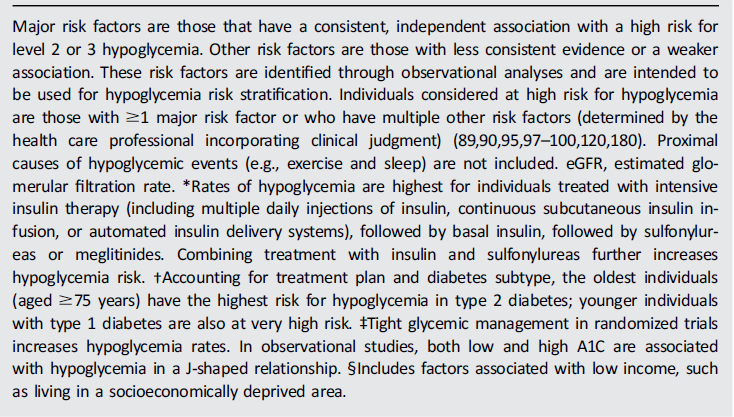 Major risk factors are those that have a consistent, independent association with a high risk for
level 2 or 3 hypoglycemia. Other risk factors are those with less consistent evidence or a weaker
association. These risk factors are identified through observational analyses and are intended to
be used for hypoglycemia risk stratification. Individuals considered at high risk for hypoglycemia
are those with ≥1 major risk factor or who have multiple other risk factors (determined by the
health care professional incorporating clinical judgment) (89,90,95,97–100,120,180). Proximal
causes of hypoglycemic events (e.g., exercise and sleep) are not included. eGFR, estimated glo-
merular filtration rate. *Rates of hypoglycemia are highest for individuals treated with intensive
insulin therapy (including multiple daily injections of insulin, continuous subcutaneous insulin in-
fusion, or automated insulin delivery systems), followed by basal insulin, followed by sulfonylur-
eas or meglitinides. Combining treatment with insulin and sulfonylureas further increases
hypoglycemia risk. †Accounting for treatment plan and diabetes subtype, the oldest individuals
(aged ≥75 years) have the highest risk for hypoglycemia in type 2 diabetes; younger individuals
with type 1 diabetes are also at very high risk. ‡Tight glycemic management in randomized trials
increases hypoglycemia rates. In observational studies, both low and high A1C are associated
with hypoglycemia in a J-shaped relationship. §Includes factors associated with low income, such
as living in a socioeconomically deprived area.